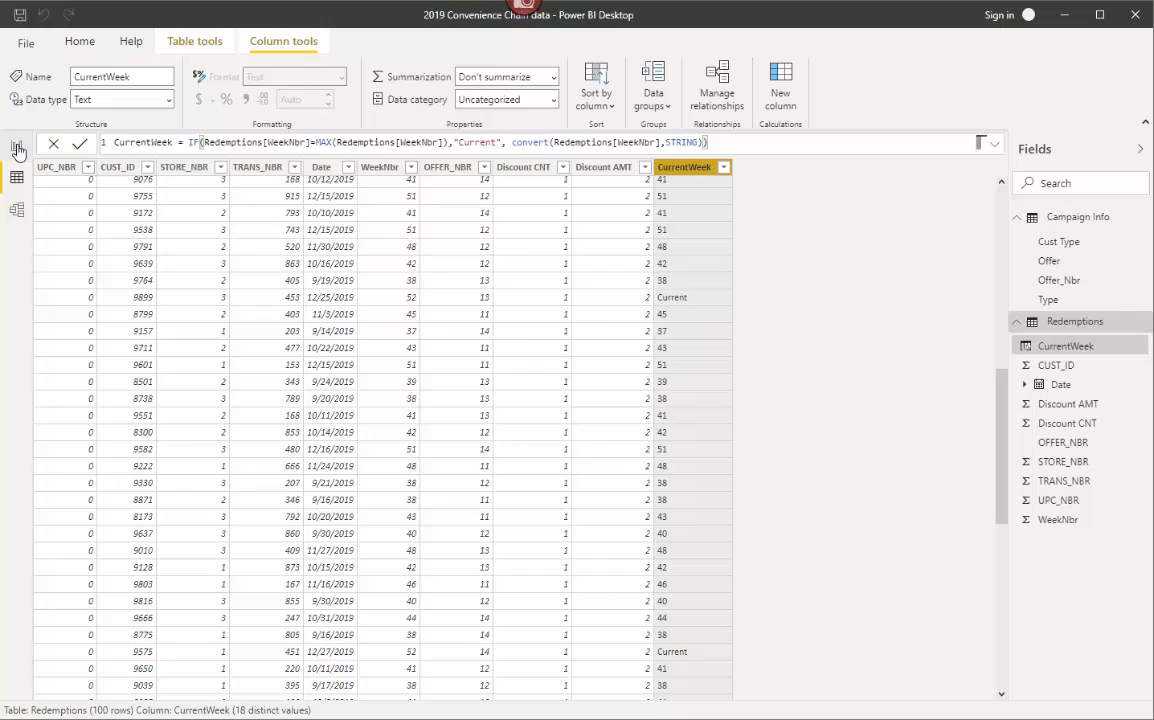 2019 Convenience Chain data - Power BI Desktop
Sign in
File Home Help Table tools Column tools
Name CurrentWeek
Data type Text
Structure
Format Text
$ % Auto
Formatting
Summarization Don't summarize
Data category Uncategorized
Properties
Sort by column
Sort
Data groups
Groups
Manage relationships
Relationships
New column
Calculations
1 CurrentWeek = IF(Redemptions[WeekNbr]=MAX(Redemptions[WeekNbr]),"Current", convert(Redemptions[WeekNbr],STRING))
UPC_NBR CUST_ID STORE_NBR TRANS_NBR Date WeekNbr OFFER_NBR Discount CNT Discount AMT CurrentWeek
0 9076 3 168 10/12/2019 41 14 1 2 41
0 9755 3 915 12/15/2019 51 12 1 2 51
0 9172 2 793 10/10/2019 41 14 1 2 41
0 9538 3 743 12/15/2019 51 12 1 2 51
0 9791 2 520 11/30/2019 48 12 1 2 48
0 9639 3 863 10/16/2019 42 12 1 2 42
0 9764 2 405 9/19/2019 38 13 1 2 38
0 9899 3 453 12/25/2019 52 13 1 2 Current
0 8799 2 403 11/3/2019 45 11 1 2 45
0 9157 1 203 9/14/2019 37 14 1 2 37
0 9711 2 477 10/22/2019 43 11 1 2 43
0 9601 1 153 12/15/2019 51 11 1 2 51
0 8501 2 343 9/24/2019 39 13 1 2 39
0 8738 3 789 9/20/2019 38 13 1 2 38
0 9551 2 168 10/11/2019 41 13 1 2 41
0 8300 2 853 10/14/2019 42 12 1 2 42
0 9582 3 480 12/16/2019 51 14 1 2 51
0 9222 1 666 11/24/2019 48 11 1 2 48
0 9330 3 207 9/21/2019 38 12 1 2 38
0 8871 2 346 9/16/2019 38 11 1 2 38
0 8173 3 792 10/20/2019 43 11 1 2 43
0 9637 3 860 9/30/2019 40 12 1 2 40
0 9010 3 409 11/27/2019 48 13 1 2 48
0 9128 1 873 10/15/2019 42 13 1 2 42
0 9803 1 167 11/16/2019 46 11 1 2 46
0 9816 3 855 9/30/2019 40 12 1 2 40
0 9666 3 247 10/31/2019 44 14 1 2 44
0 8775 1 805 9/16/2019 38 14 1 2 38
0 9575 1 451 12/27/2019 52 14 1 2 Current
0 9650 1 220 10/11/2019 41 12 1 2 41
0 9039 1 395 9/17/2019 38 12 1 2 38
Fields
Search
Campaign Info
Cust Type
Offer
Offer_Nbr
Type
Redemptions
CurrentWeek
CUST_ID
Date
Discount AMT
Discount CNT
OFFER_NBR
STORE_NBR
TRANS_NBR
UPC_NBR
WeekNbr
Table: Redemptions (100 rows) Column: CurrentWeek (18 distinct values)